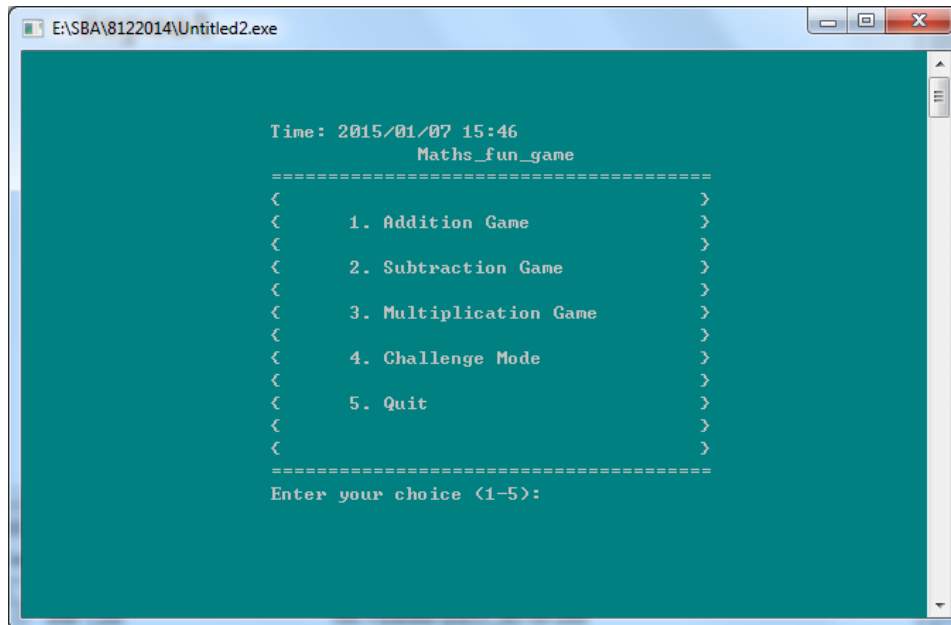 E:\SBA\8122014\Untitled2.exe
Time: 2015/01/07 15:46
Maths_fun_game
=======================================
{ }
{ 1. Addition Game }
{ }
{ 2. Subtraction Game }
{ }
{ 3. Multiplication Game }
{ }
{ 4. Challenge Mode }
{ }
{ 5. Quit }
{ }
{ }
=======================================
Enter your choice (1-5):